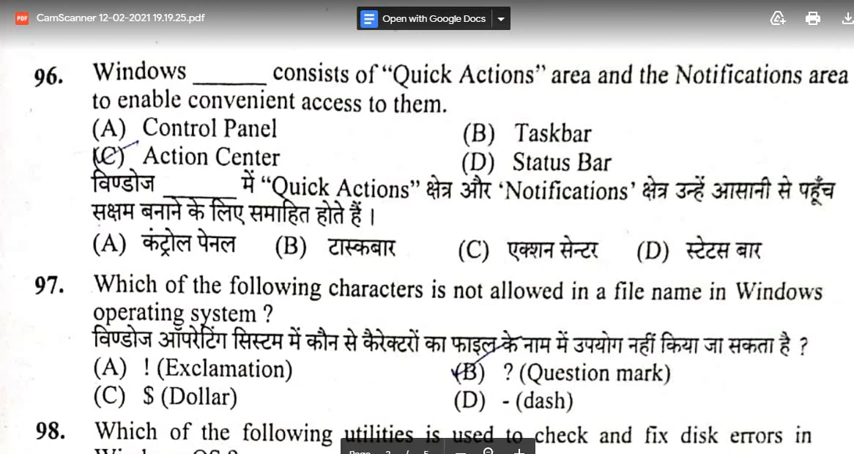 PDF CamScanner 12-02-2021 19.19.25.pdf
Open with Google Docs
96. Windows ______ consists of “Quick Actions” area and the Notifications area
to enable convenient access to them.
(A) Control Panel (B) Taskbar
(C) Action Center (D) Status Bar
विण्डोज ______ में “Quick Actions” क्षेत्र और ‘Notifications’ क्षेत्र उन्हें आसानी से पहूँच
सक्षम बनाने के लिए समाहित होते हैं ।
(A) कंट्रोल पेनल (B) टास्कबार (C) एक्शन सेन्टर (D) स्टेटस बार
97. Which of the following characters is not allowed in a file name in Windows
operating system ?
विण्डोज ऑपरेटिंग सिस्टम में कौन से कैरेक्टरों का फाइल के नाम में उपयोग नहीं किया जा सकता है ?
(A) ! (Exclamation) (B) ? (Question mark)
(C) $ (Dollar) (D) - (dash)
98. Which of the following utilities is used to check and fix disk errors in